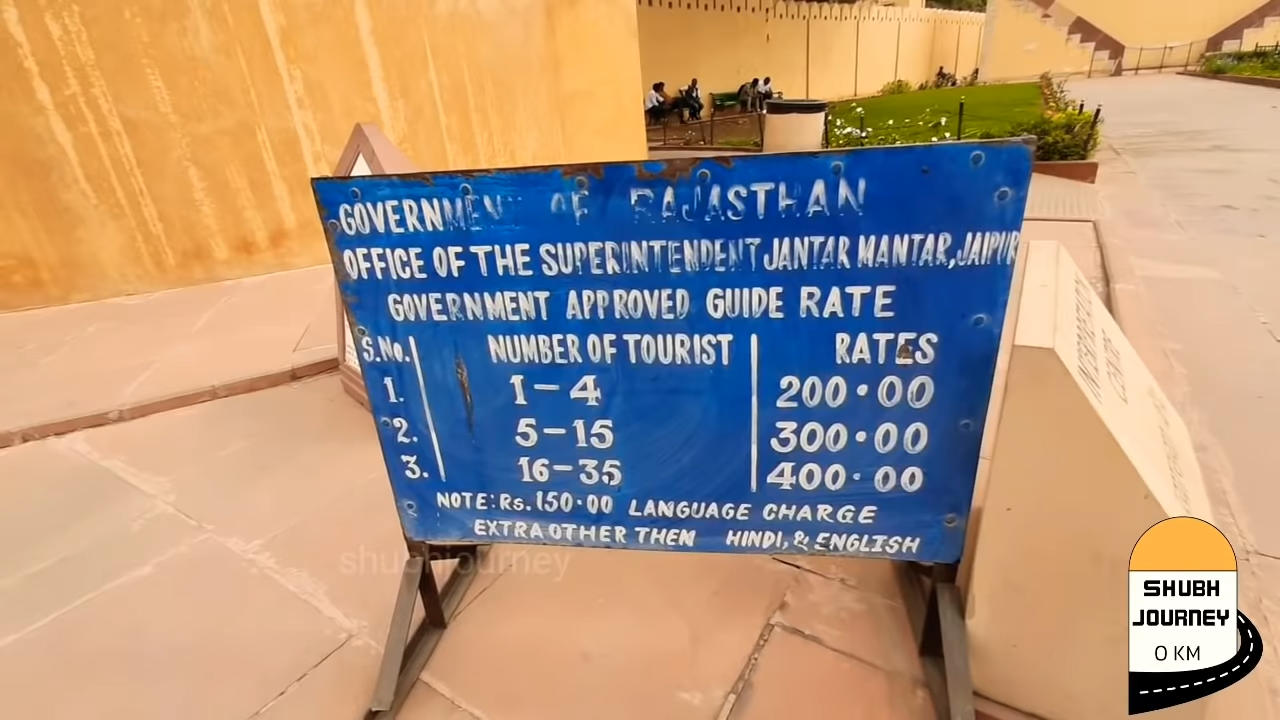 GOVERNMENT OF RAJASTHAN
OFFICE OF THE SUPERINTENDENT JANTAR MANTAR, JAIPUR
GOVERNMENT APPROVED GUIDE RATE
S.No. NUMBER OF TOURIST RATES
1. 1-4 200.00
2. 5-15 300.00
3. 16-35 400.00
NOTE: Rs. 150.00 LANGUAGE CHARGE
EXTRA OTHER THEN HINDI, & ENGLISH
shubhjourney
SHUBH
JOURNEY
0 KM